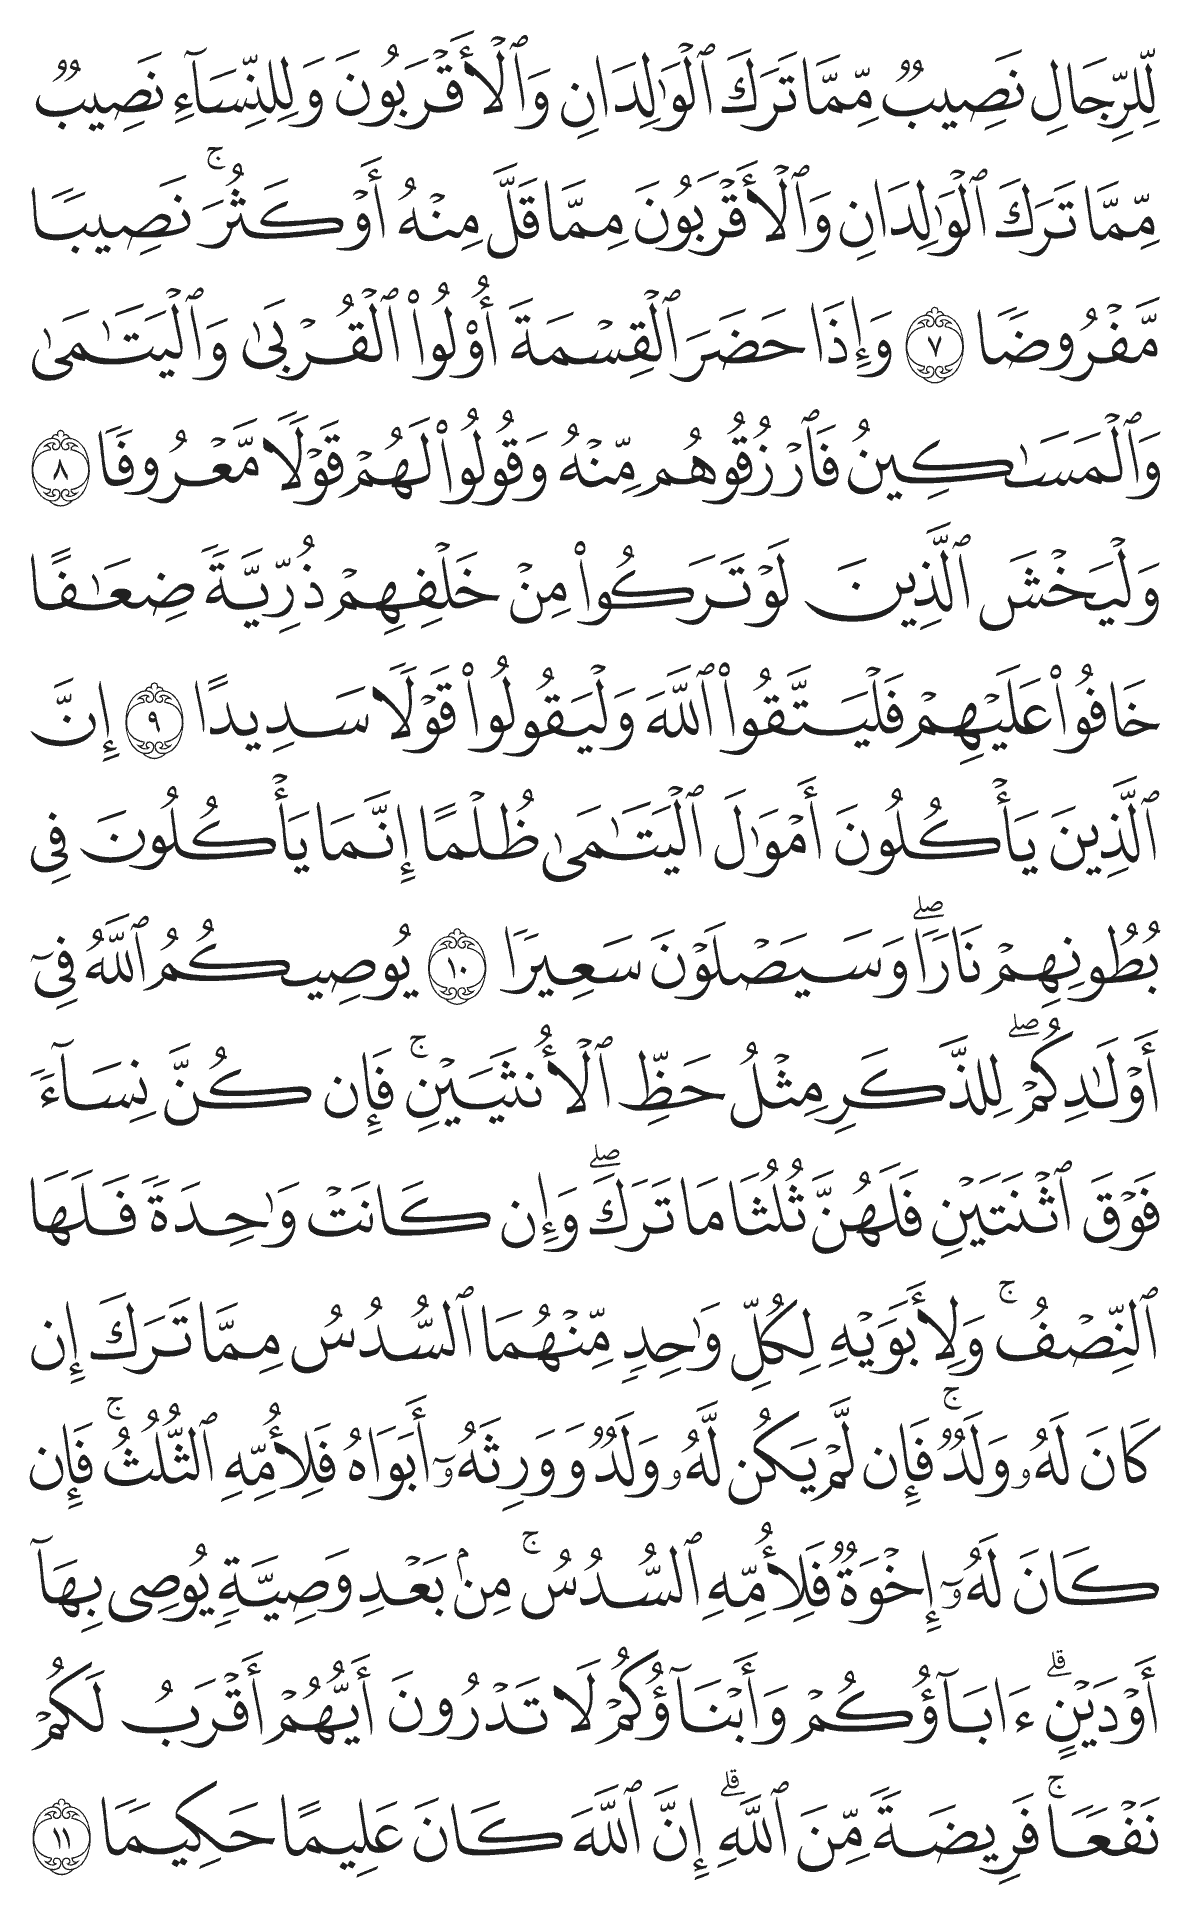 لِّلرِّجَالِ نَصِيبٌ مِّمَّا تَرَكَ ٱلْوَٰلِدَانِ وَٱلْأَقْرَبُونَ وَلِلنِّسَآءِ نَصِيبٌ
مِّمَّا تَرَكَ ٱلْوَٰلِدَانِ وَٱلْأَقْرَبُونَ مِمَّا قَلَّ مِنْهُ أَوْ كَثُرَ ۚ نَصِيبًا
مَّفْرُوضًا ٧ وَإِذَا حَضَرَ ٱلْقِسْمَةَ أُو۟لُوا۟ ٱلْقُرْبَىٰ وَٱلْيَتَـٰمَىٰ
وَٱلْمَسَـٰكِينُ فَٱرْزُقُوهُم مِّنْهُ وَقُولُوا۟ لَهُمْ قَوْلًا مَّعْرُوفًا ٨
وَلْيَخْشَ ٱلَّذِينَ لَوْ تَرَكُوا۟ مِنْ خَلْفِهِمْ ذُرِّيَّةً ضِعَـٰفًا
خَافُوا۟ عَلَيْهِمْ فَلْيَتَّقُوا۟ ٱللَّهَ وَلْيَقُولُوا۟ قَوْلًا سَدِيدًا ٩ إِنَّ
ٱلَّذِينَ يَأْكُلُونَ أَمْوَٰلَ ٱلْيَتَـٰمَىٰ ظُلْمًا إِنَّمَا يَأْكُلُونَ فِى
بُطُونِهِمْ نَارًا ۖ وَسَيَصْلَوْنَ سَعِيرًا ١٠ يُوصِيكُمُ ٱللَّهُ فِىٓ
أَوْلَـٰدِكُمْ ۖ لِلذَّكَرِ مِثْلُ حَظِّ ٱلْأُنثَيَيْنِ ۚ فَإِن كُنَّ نِسَآءً
فَوْقَ ٱثْنَتَيْنِ فَلَهُنَّ ثُلُثَا مَا تَرَكَ ۖ وَإِن كَانَتْ وَٰحِدَةً فَلَهَا
ٱلنِّصْفُ ۚ وَلِأَبَوَيْهِ لِكُلِّ وَٰحِدٍ مِّنْهُمَا ٱلسُّدُسُ مِمَّا تَرَكَ إِن
كَانَ لَهُۥ وَلَدٌ ۚ فَإِن لَّمْ يَكُن لَّهُۥ وَلَدٌ وَوَرِثَهُۥٓ أَبَوَاهُ فَلِأُمِّهِ ٱلثُّلُثُ ۚ فَإِن
كَانَ لَهُۥٓ إِخْوَةٌ فَلِأُمِّهِ ٱلسُّدُسُ ۚ مِنۢ بَعْدِ وَصِيَّةٍ يُوصِى بِهَآ
أَوْ دَيْنٍ ۗ ءَابَآؤُكُمْ وَأَبْنَآؤُكُمْ لَا تَدْرُونَ أَيُّهُمْ أَقْرَبُ لَكُمْ
نَفْعًا ۚ فَرِيضَةً مِّنَ ٱللَّهِ ۗ إِنَّ ٱللَّهَ كَانَ عَلِيمًا حَكِيمًا ١١